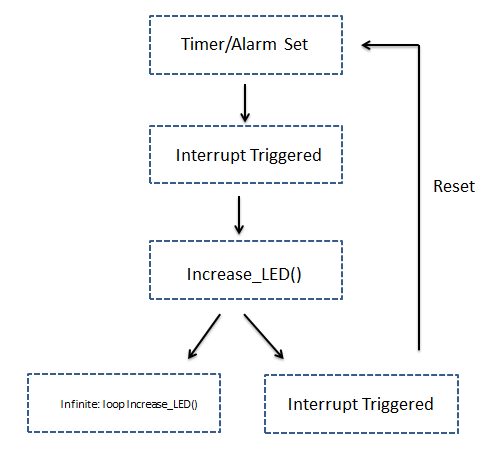 Timer/Alarm Set
Interrupt Triggered
Reset
Increase_LED()
Infinite: loop Increase_LED()
Interrupt Triggered